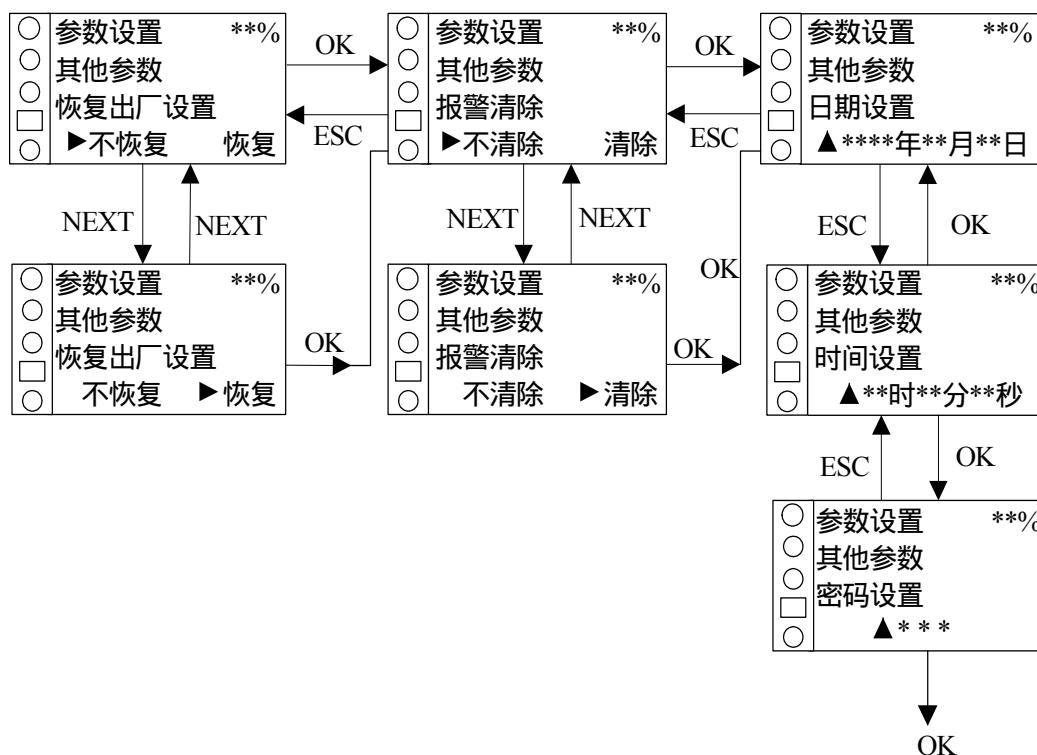 参数设置 **%
其他参数
恢复出厂设置
▶不恢复 恢复
OK
ESC
参数设置 **%
其他参数
报警清除
▶不清除 清除
OK
ESC
参数设置 **%
其他参数
日期设置
▲****年**月**日
NEXT
NEXT
NEXT
NEXT
ESC
OK
参数设置 **%
其他参数
恢复出厂设置
不恢复 ▶恢复
OK
参数设置 **%
其他参数
报警清除
不清除 ▶清除
OK
OK
参数设置 **%
其他参数
时间设置
▲**时**分**秒
ESC
OK
参数设置 **%
其他参数
密码设置
▲***
OK